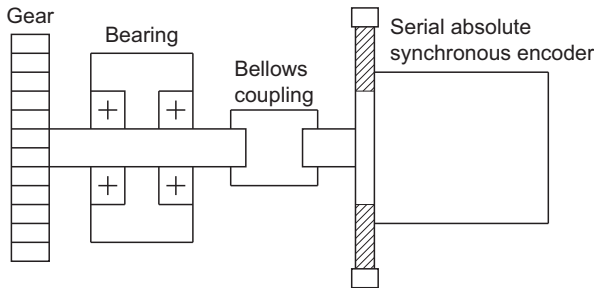 Gear
Bearing
Bellows
coupling
Serial absolute
synchronous encoder